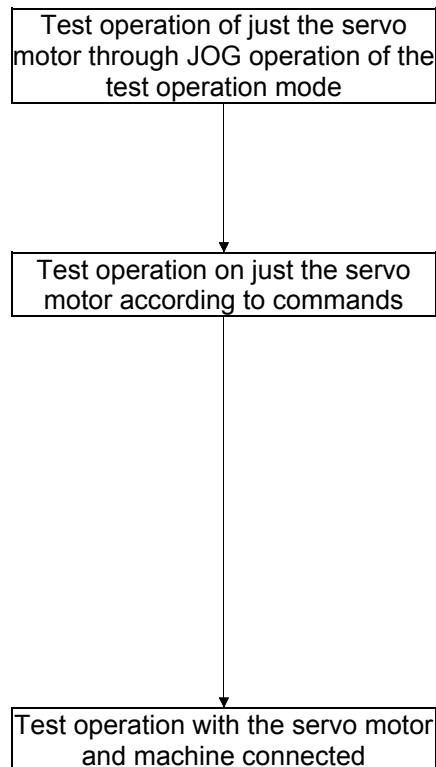 Test operation of just the servo
motor through JOG operation of the
test operation mode
Test operation on just the servo
motor according to commands
Test operation with the servo motor
and machine connected